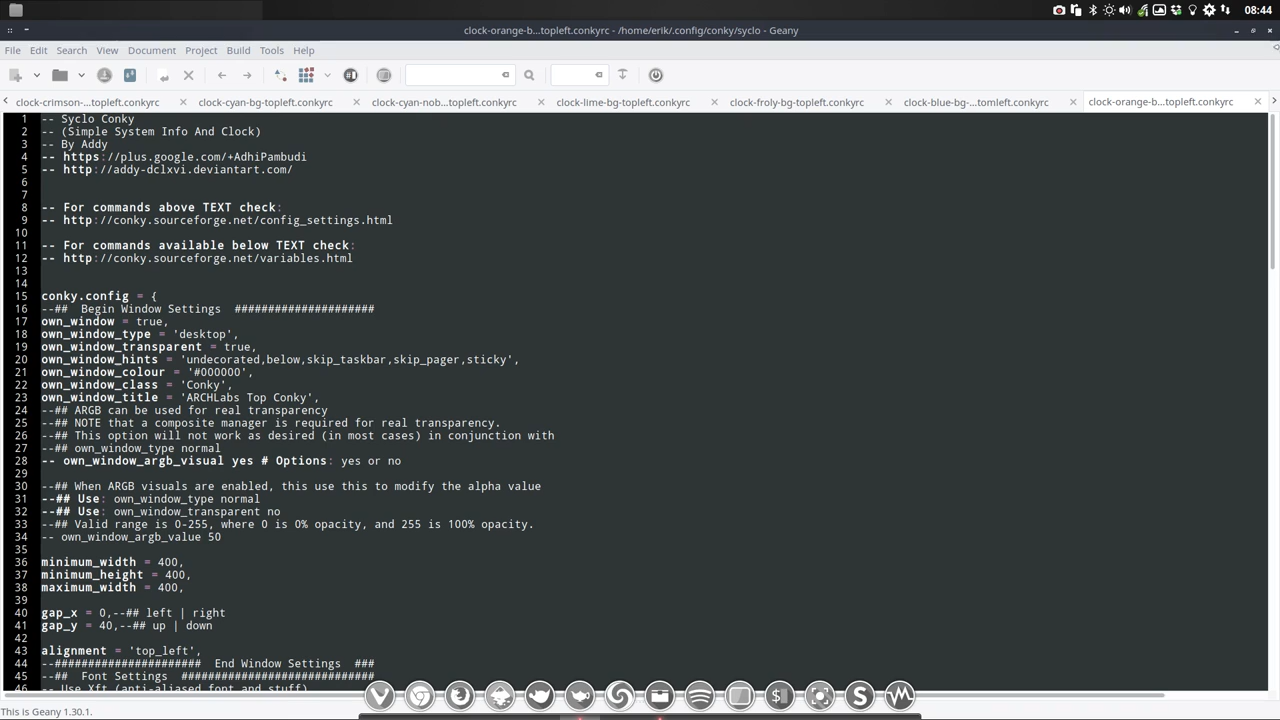 08:44
clock-orange-b...topleft.conkyrc - /home/erik/.config/conky/syclo - Geany
File Edit Search View Document Project Build Tools Help
clock-crimson-...topleft.conkyrc clock-cyan-bg-topleft.conkyrc clock-cyan-nob...topleft.conkyrc clock-lime-bg-topleft.conkyrc clock-froly-bg-topleft.conkyrc clock-blue-bg-...tomleft.conkyrc clock-orange-b...topleft.conkyrc
1 -- Syclo Conky
2 -- (Simple System Info And Clock)
3 -- By Addy
4 -- https://plus.google.com/+AdhiPambudi
5 -- http://addy-dclxvi.deviantart.com/
6
7
8 -- For commands above TEXT check:
9 -- http://conky.sourceforge.net/config_settings.html
10
11 -- For commands available below TEXT check:
12 -- http://conky.sourceforge.net/variables.html
13
14
15 conky.config = {
16 --## Begin Window Settings #####################
17 own_window = true,
18 own_window_type = 'desktop',
19 own_window_transparent = true,
20 own_window_hints = 'undecorated,below,skip_taskbar,skip_pager,sticky',
21 own_window_colour = '#000000',
22 own_window_class = 'Conky',
23 own_window_title = 'ARCHLabs Top Conky',
24 --## ARGB can be used for real transparency
25 --## NOTE that a composite manager is required for real transparency.
26 --## This option will not work as desired (in most cases) in conjunction with
27 --## own_window_type normal
28 -- own_window_argb_visual yes # Options: yes or no
29
30 --## When ARGB visuals are enabled, this use this to modify the alpha value
31 --## Use: own_window_type normal
32 --## Use: own_window_transparent no
33 --## Valid range is 0-255, where 0 is 0% opacity, and 255 is 100% opacity.
34 -- own_window_argb_value 50
35
36 minimum_width = 400,
37 minimum_height = 400,
38 maximum_width = 400,
39
40 gap_x = 0,--## left | right
41 gap_y = 40,--## up | down
42
43 alignment = 'top_left',
44 --###################### End Window Settings ###
45 --## Font Settings #############################
46 -- Use Xft (anti-aliased font and stuff)
This is Geany 1.30.1.